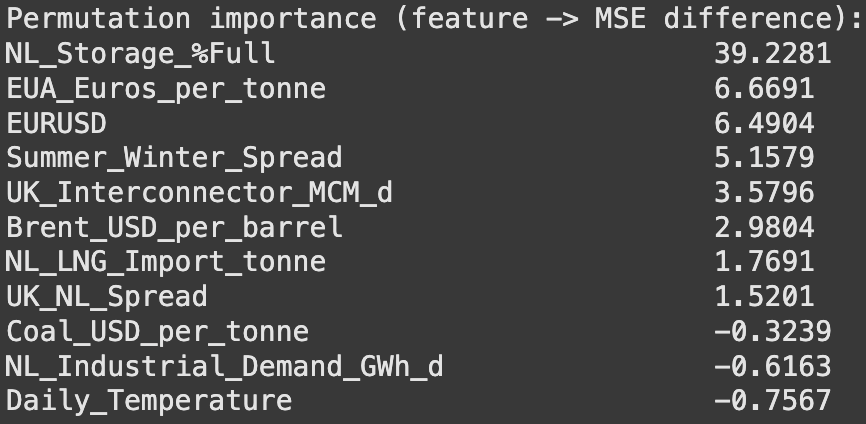 Permutation importance (feature -> MSE difference):
NL_Storage_%Full 39.2281
EUA_Euros_per_tonne 6.6691
EURUSD 6.4904
Summer_Winter_Spread 5.1579
UK_Interconnector_MCM_d 3.5796
Brent_USD_per_barrel 2.9804
NL_LNG_Import_tonne 1.7691
UK_NL_Spread 1.5201
Coal_USD_per_tonne -0.3239
NL_Industrial_Demand_GWh_d -0.6163
Daily_Temperature -0.7567